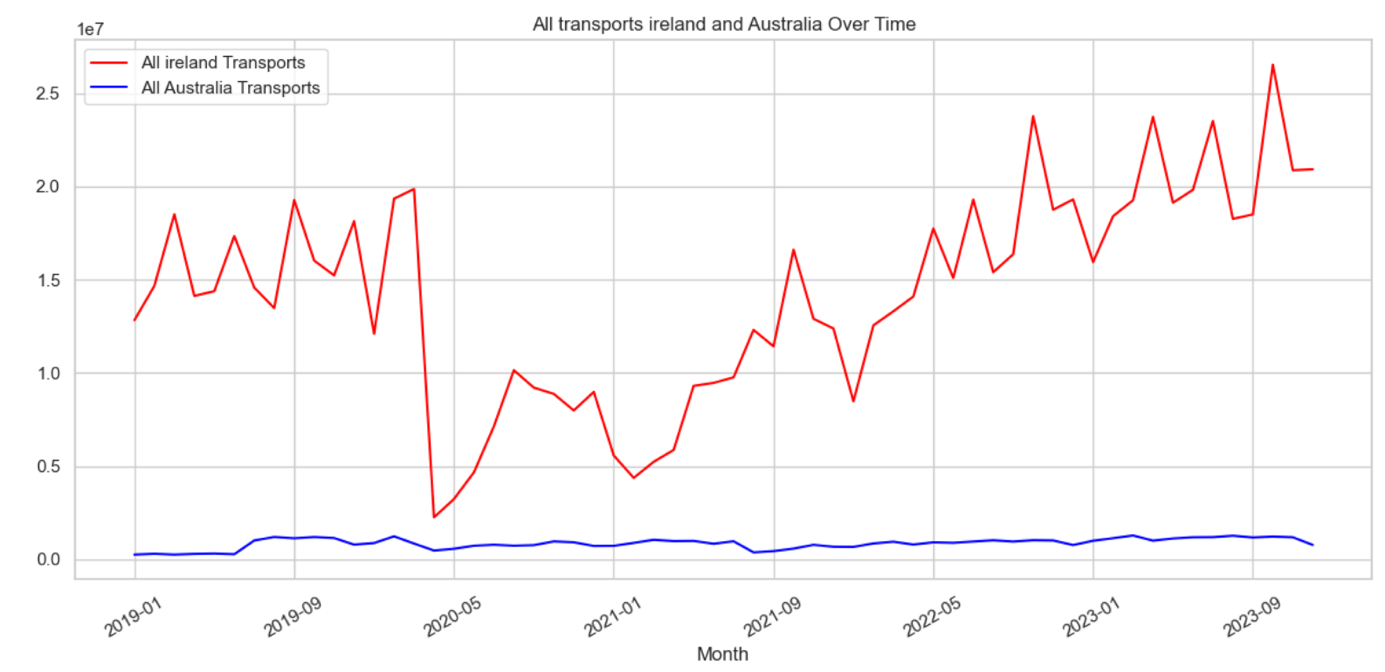 All transports ireland and Australia Over Time
1e7
All ireland Transports
All Australia Transports
2.5
2.0
1.5
1.0
0.5
0.0
2019-01
2019-09
2020-05
2021-01
2021-09
2022-05
2023-01
2023-09
Month